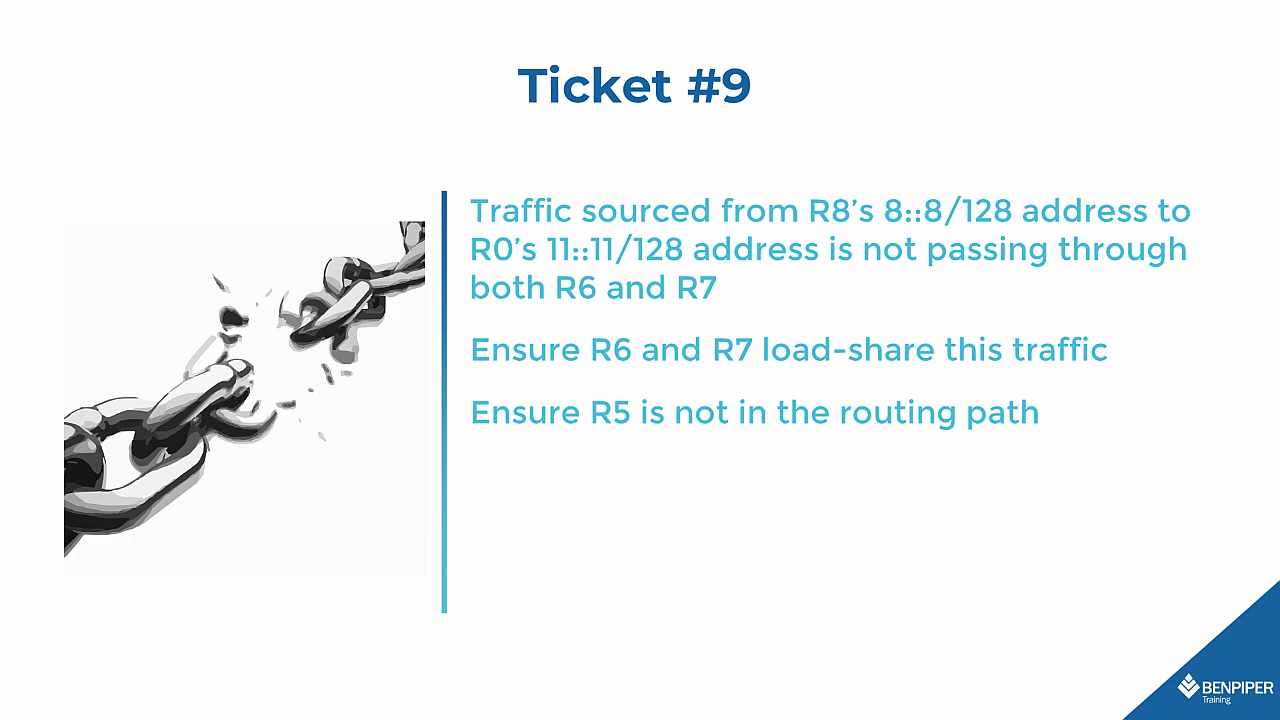 Ticket #9
Traffic sourced from R8’s 8::8/128 address to
R0’s 11::11/128 address is not passing through
both R6 and R7
Ensure R6 and R7 load-share this traffic
Ensure R5 is not in the routing path
BENPIPER
Training